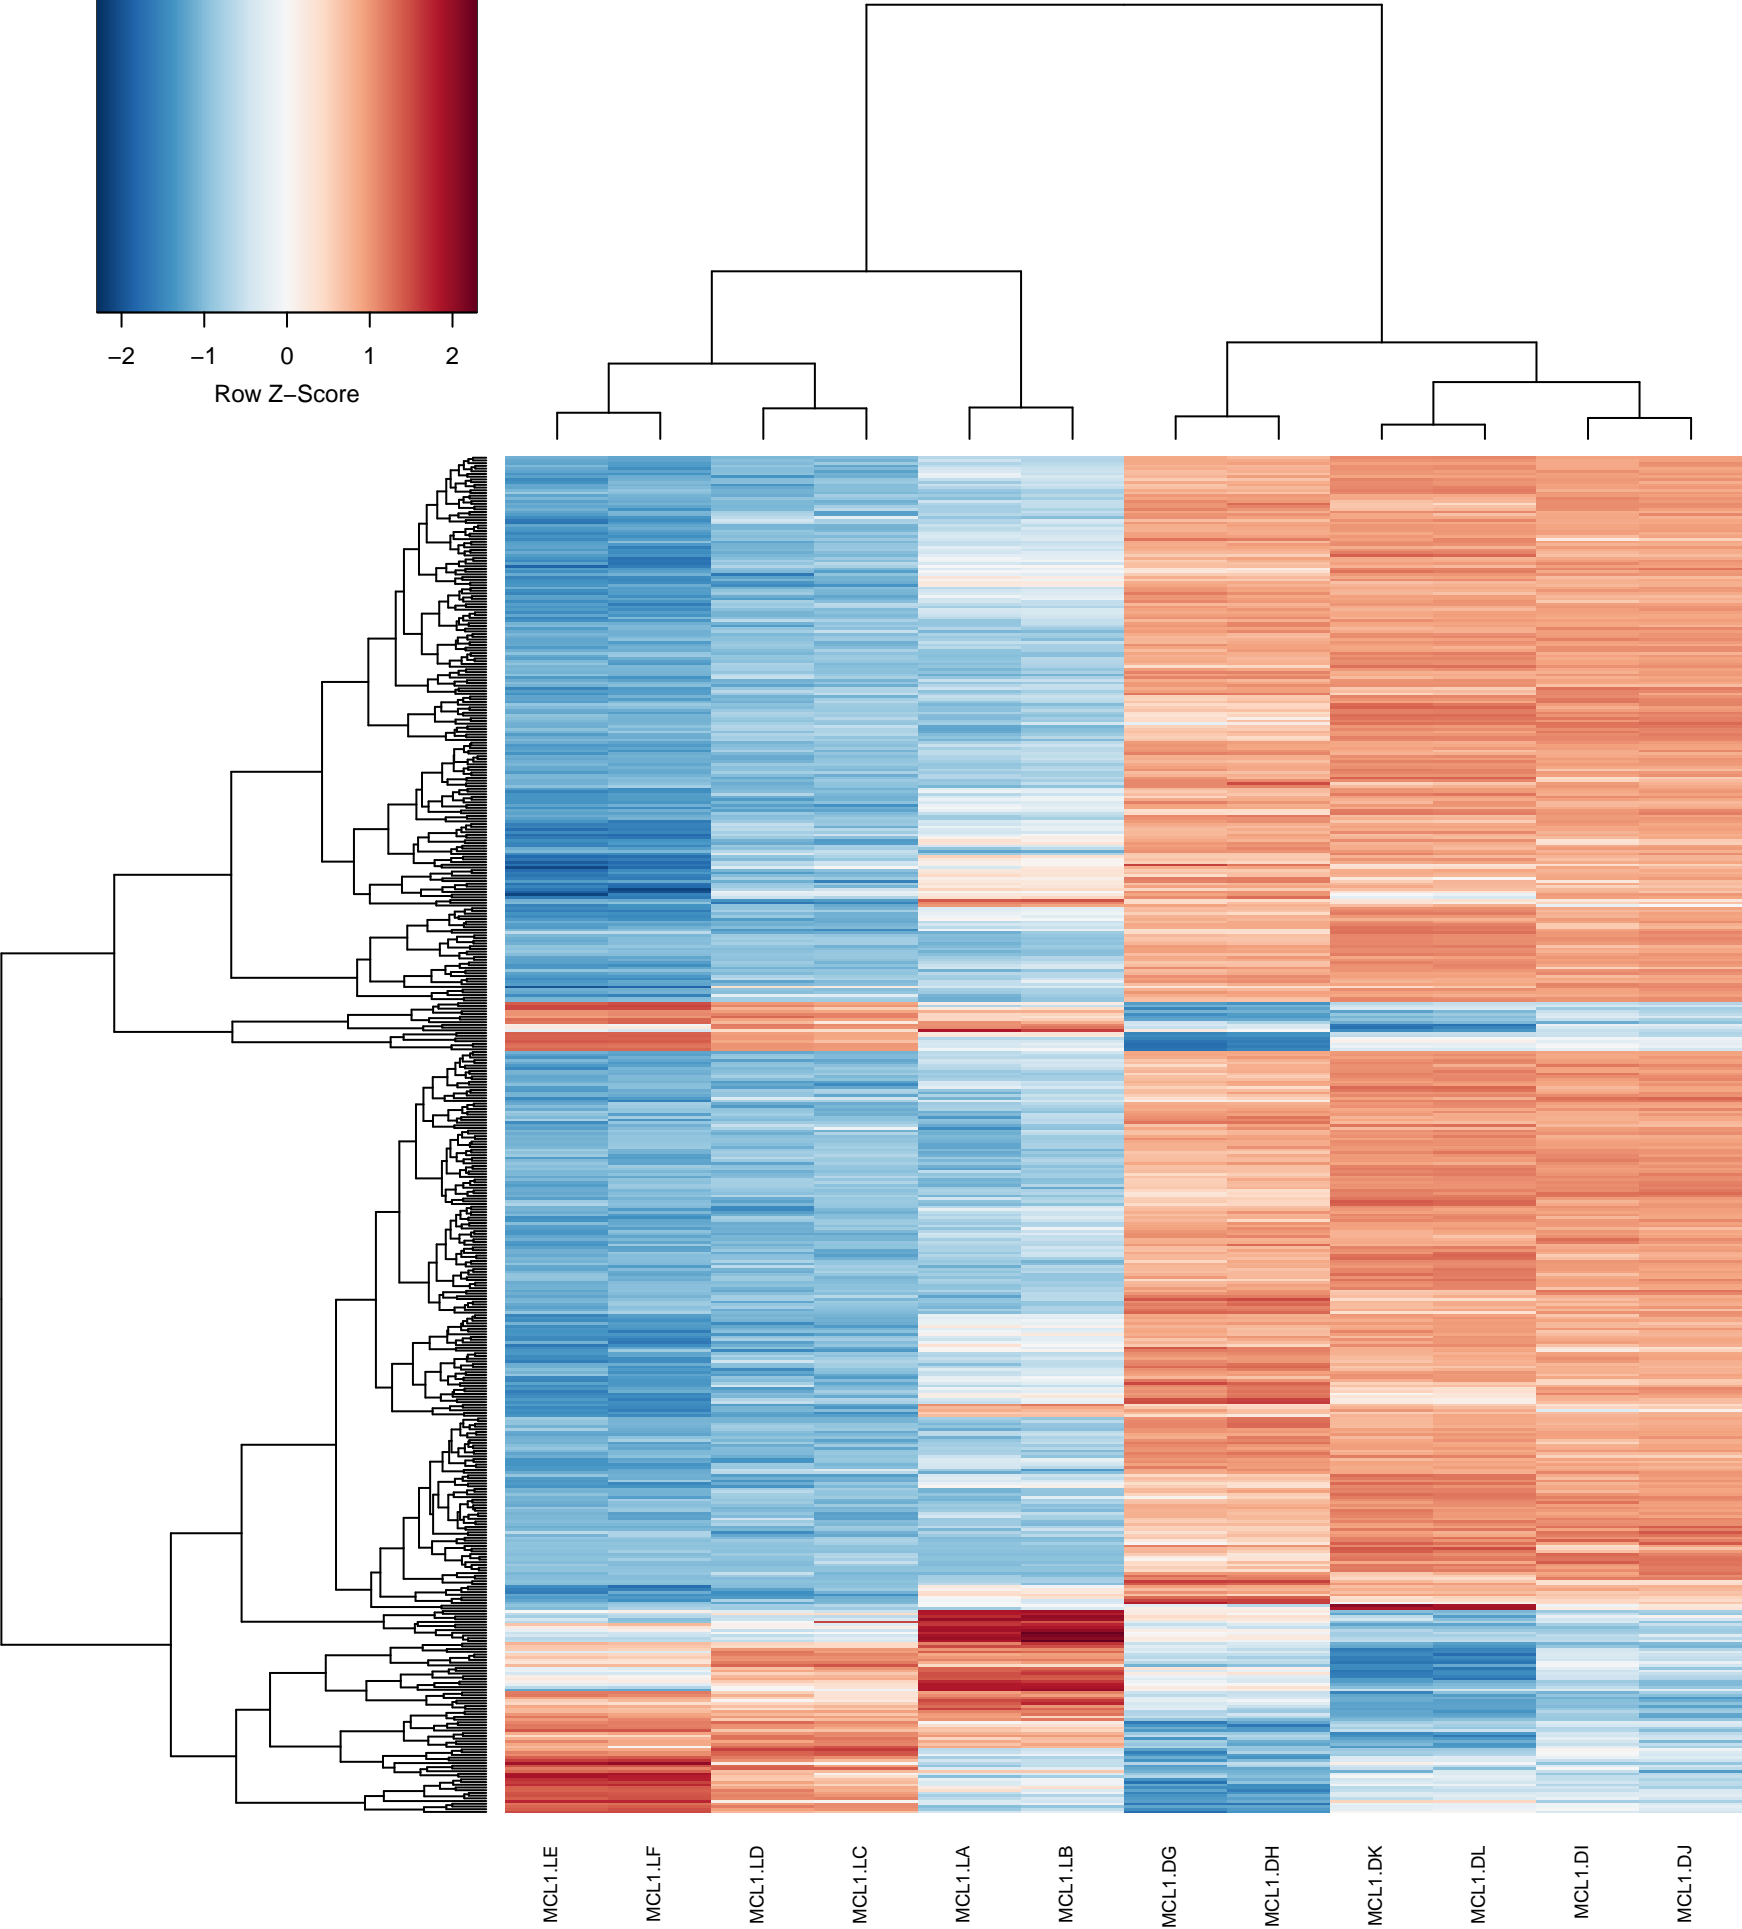 −2 −1 0 1 2
Row Z−Score
MCL1.LE MCL1.LF MCL1.LD MCL1.LC MCL1.LA MCL1.LB MCL1.DG MCL1.DH MCL1.DK MCL1.DL MCL1.DI MCL1.DJ